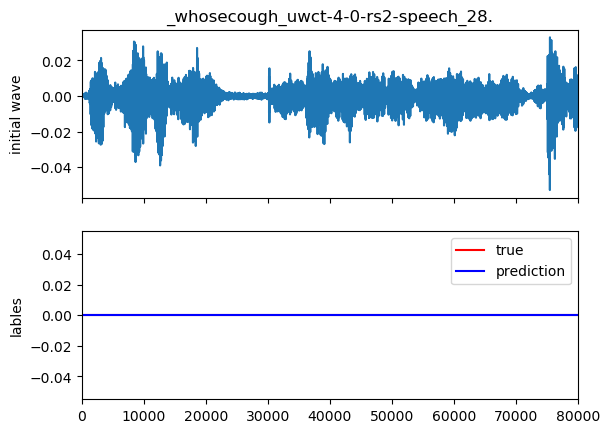 _whosecough_uwct-4-0-rs2-speech_28.
initial wave
0.02
0.00
−0.02
−0.04
lables
0.04
0.02
0.00
−0.02
−0.04
true
prediction
0 10000 20000 30000 40000 50000 60000 70000 80000